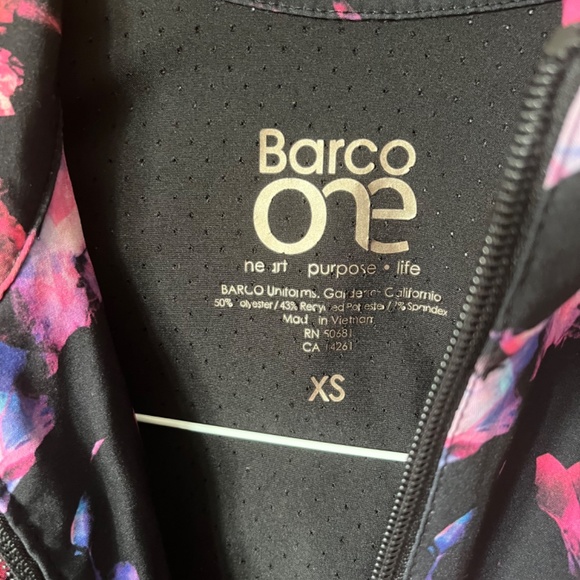 Barco
one
heart • purpose • life
BARCO Uniforms, Gardena California
50% Polyester / 43% Recycled Polyester / 7% Spandex
Made in Vietnam
RN 50681
CA 14261
XS